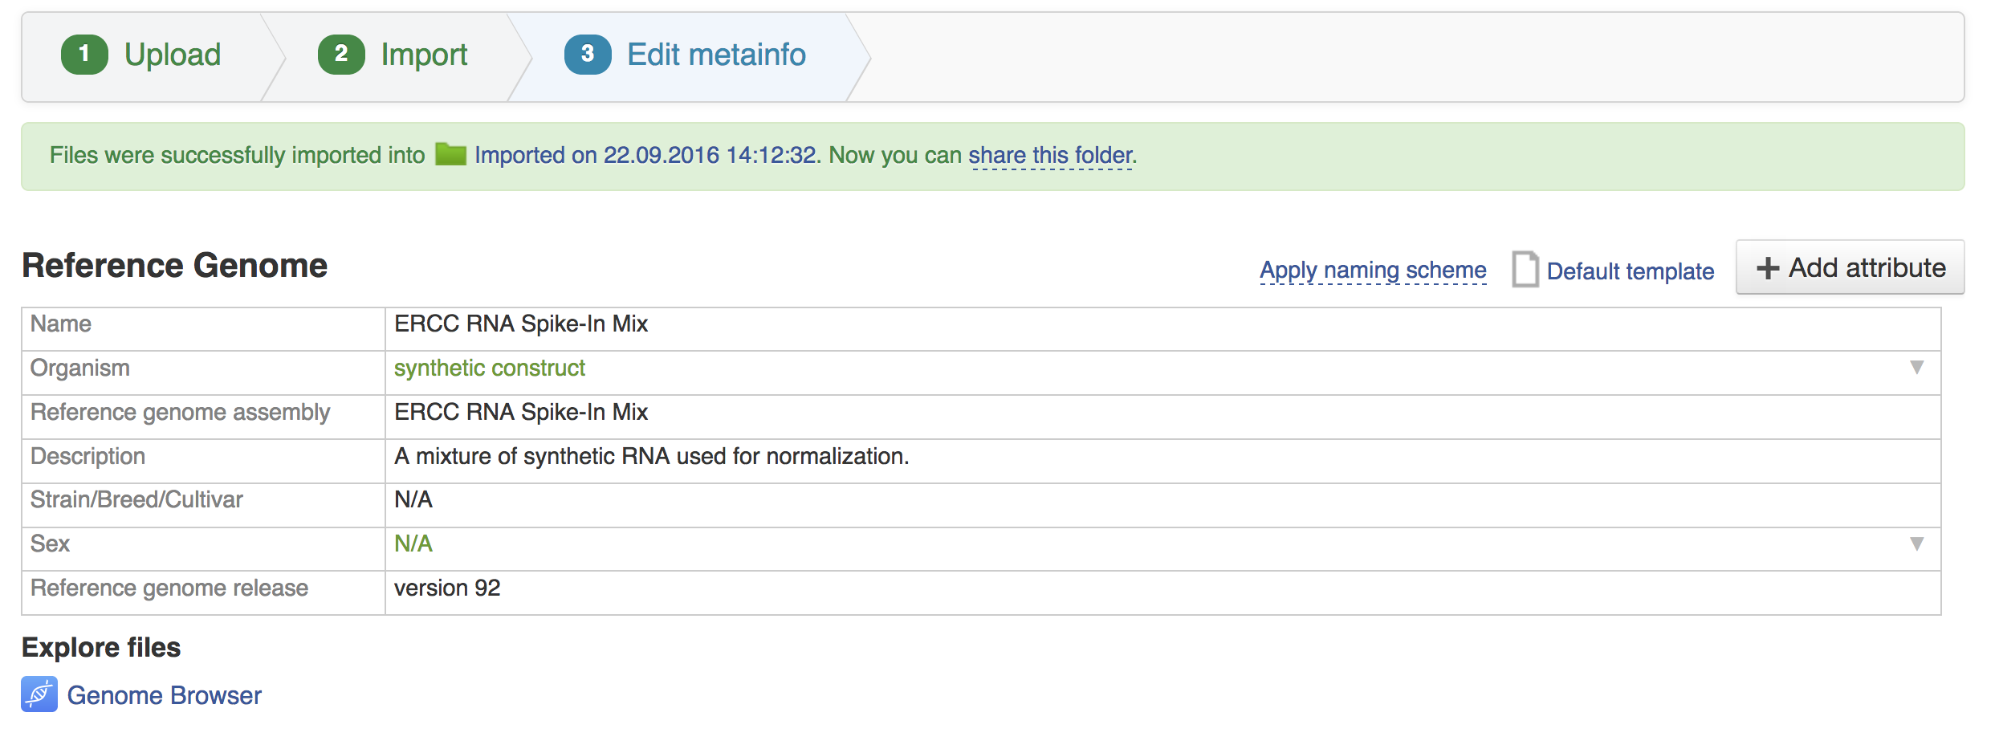 1 Upload 2 Import 3 Edit metainfo
Files were successfully imported into Imported on 22.09.2016 14:12:32. Now you can share this folder.
Reference Genome Apply naming scheme Default template + Add attribute
Name ERCC RNA Spike-In Mix
Organism synthetic construct
Reference genome assembly ERCC RNA Spike-In Mix
Description A mixture of synthetic RNA used for normalization.
Strain/Breed/Cultivar N/A
Sex N/A
Reference genome release version 92
Explore files
Genome Browser